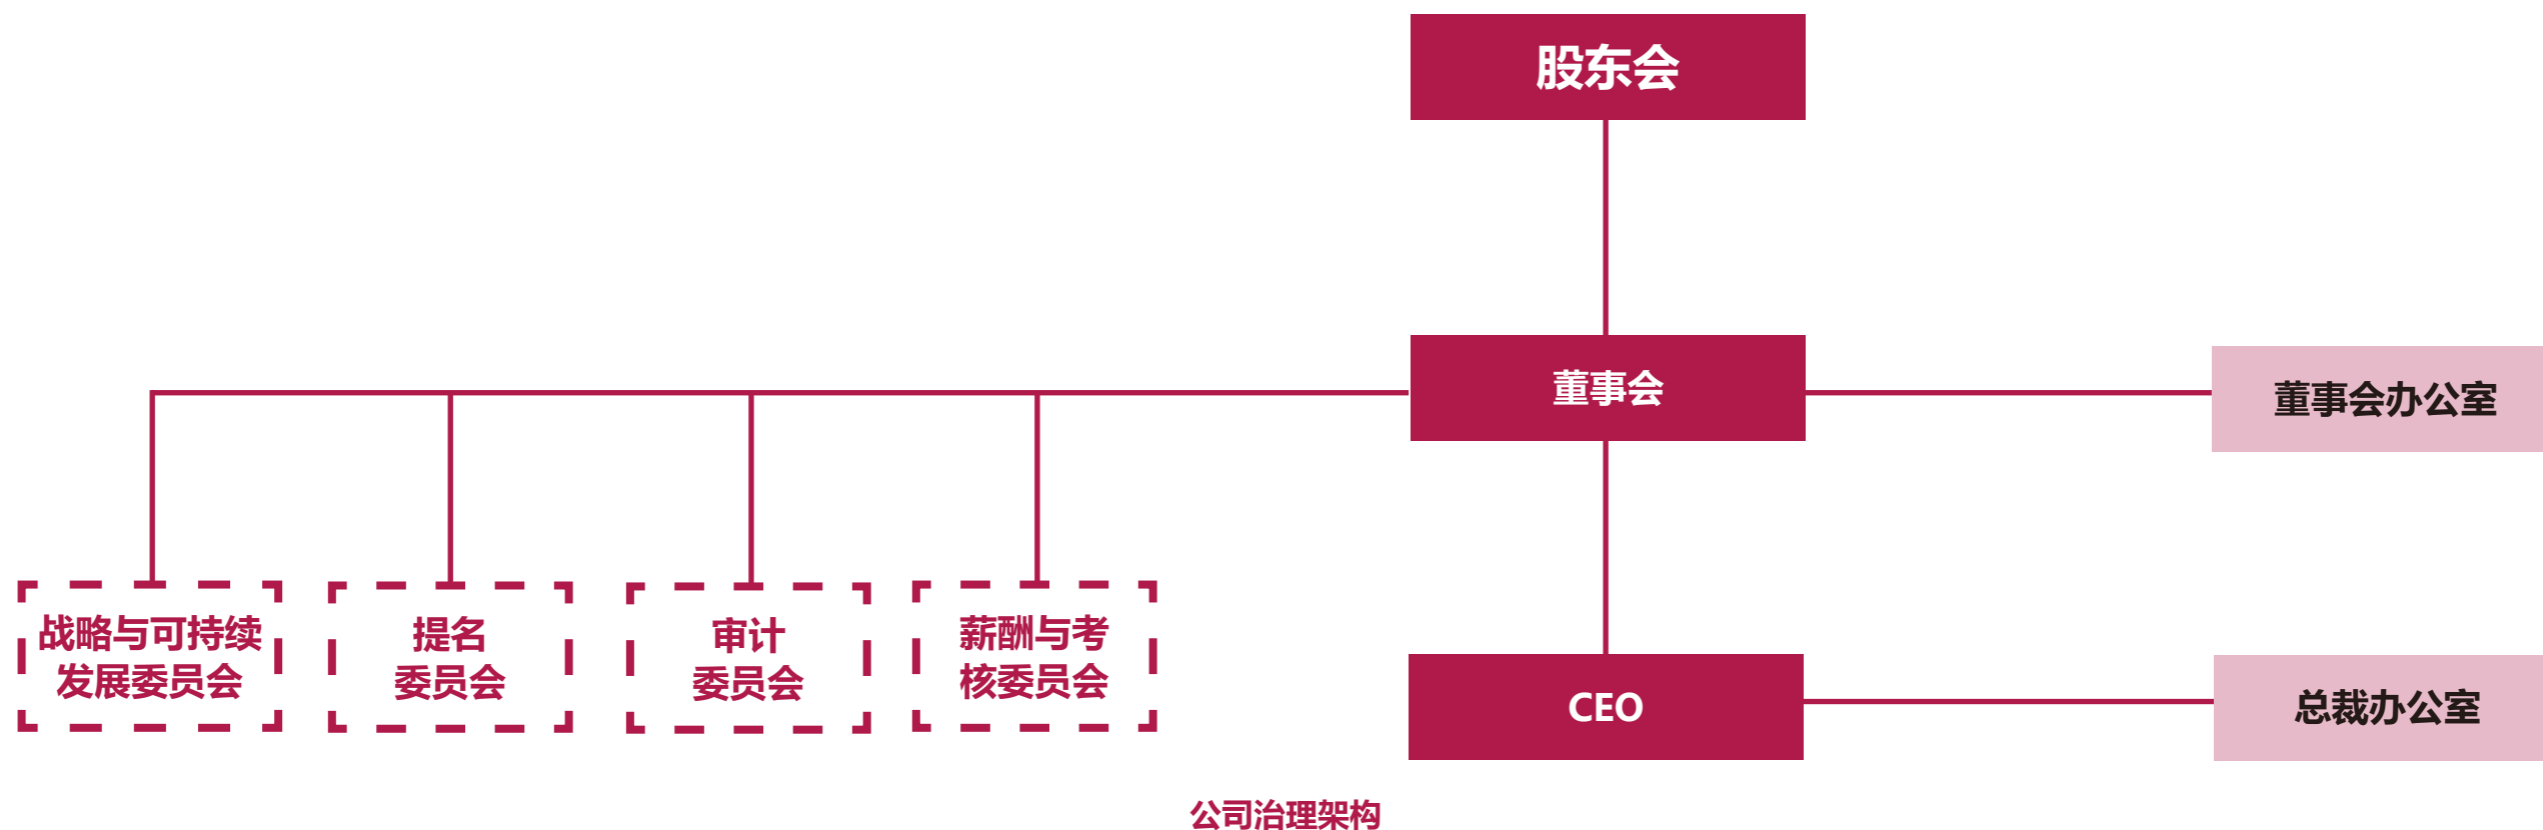 股东会
董事会
董事会办公室
战略与可持续
发展委员会
提名
委员会
审计
委员会
薪酬与考
核委员会
CEO
总裁办公室
公司治理架构